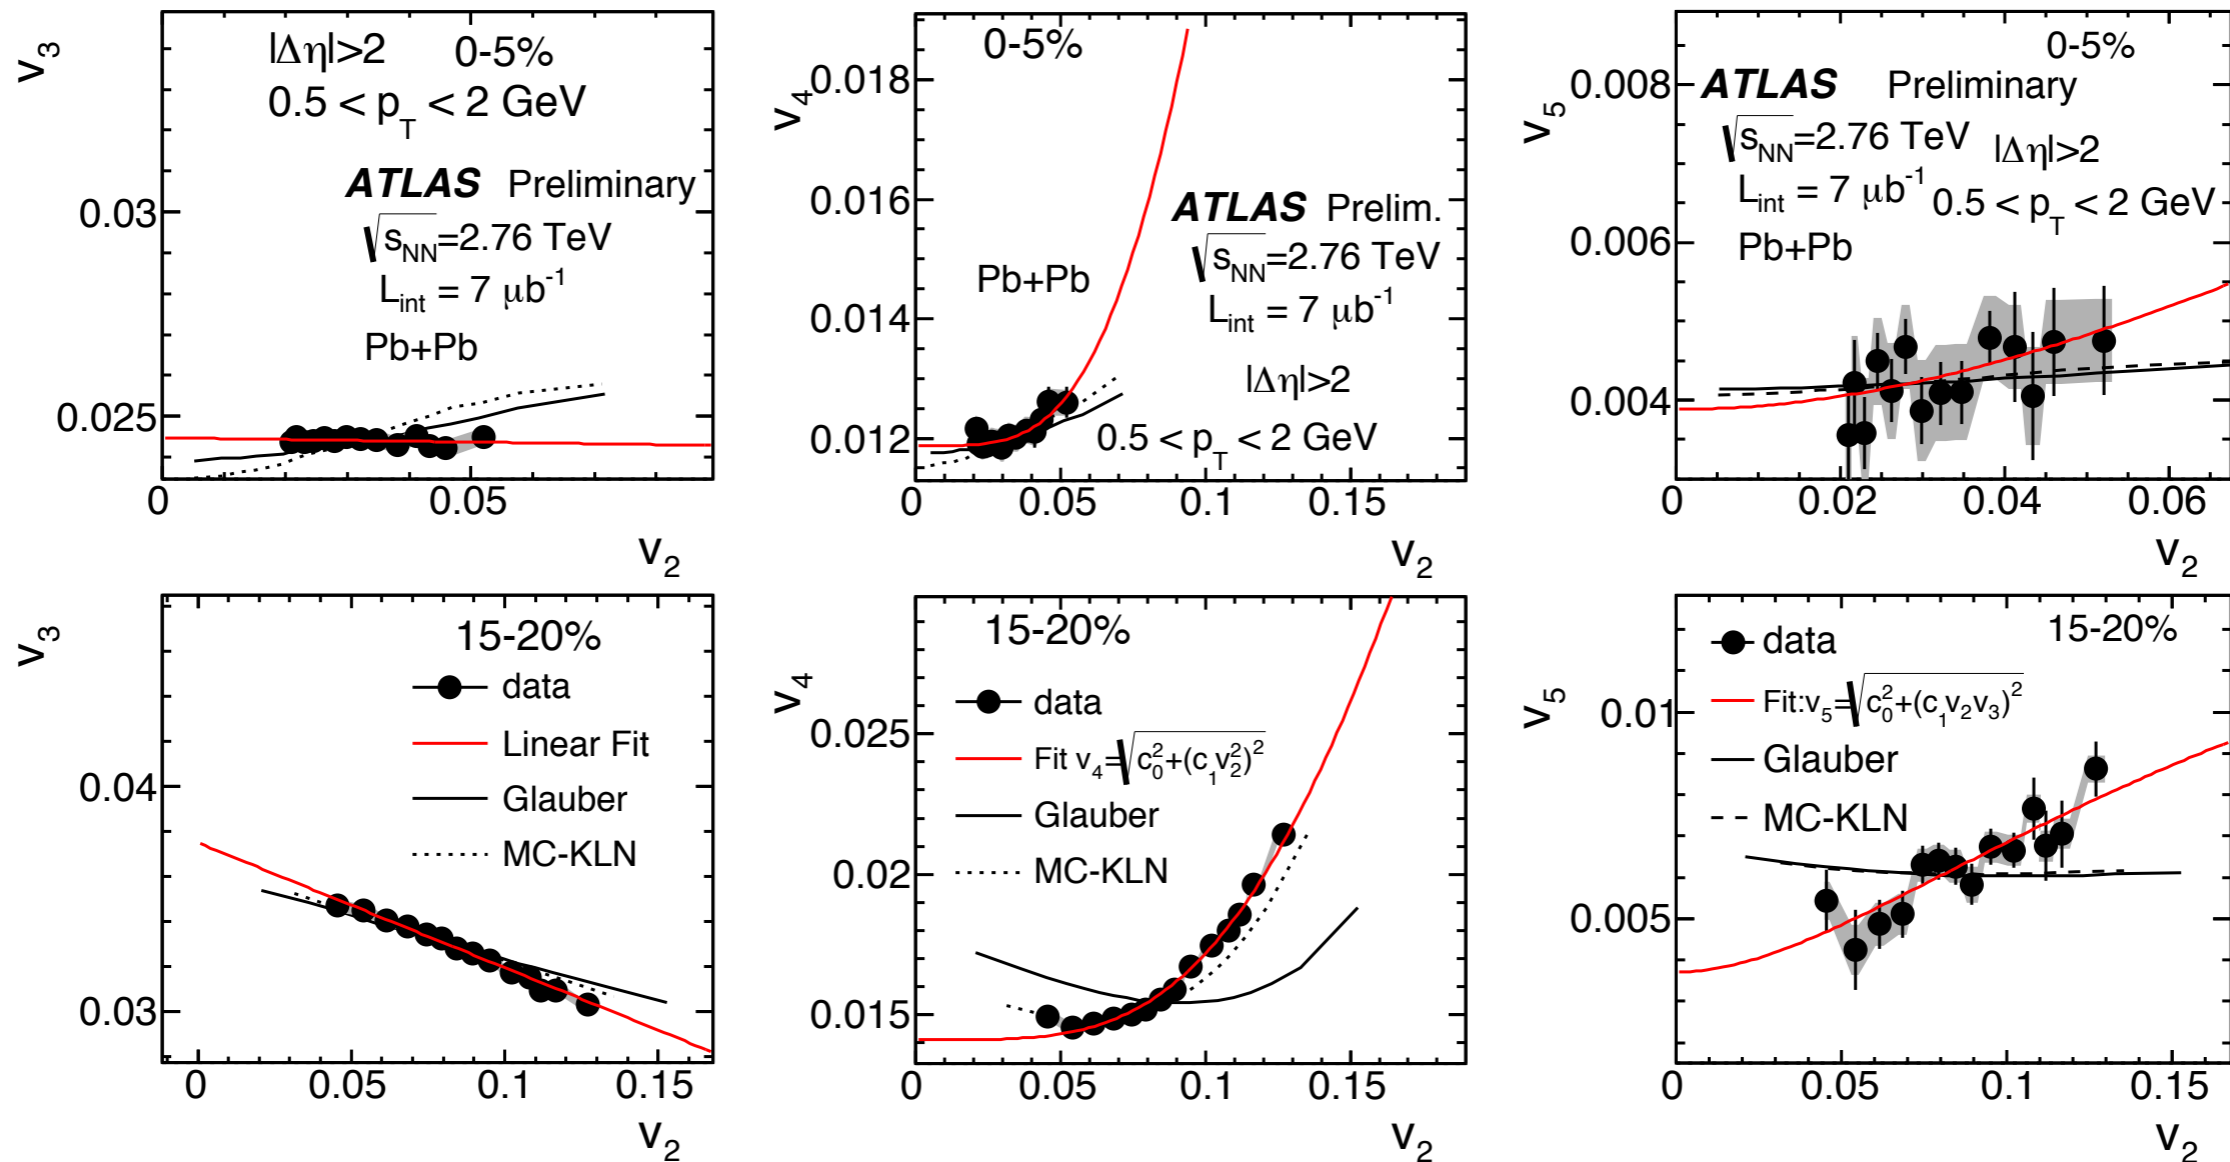 v3
|Δη|>2 0-5%
0.5 < pT < 2 GeV
ATLAS Preliminary
√sNN=2.76 TeV
Lint = 7 μb-1
Pb+Pb
0.03
0.025
0 0.05
v2
v4
0-5%
0.018
0.016
0.014
0.012
ATLAS Prelim.
√sNN=2.76 TeV
Pb+Pb
Lint = 7 μb-1
|Δη|>2
0.5 < pT < 2 GeV
0 0.05 0.1 0.15
v2
v5
0-5%
0.008
0.006
0.004
ATLAS Preliminary
√sNN=2.76 TeV
|Δη|>2
Lint = 7 μb-1
0.5 < pT < 2 GeV
Pb+Pb
0 0.02 0.04 0.06
v2
v3
15-20%
data
Linear Fit
Glauber
MC-KLN
0.04
0.03
0 0.05 0.1 0.15
v2
v4
15-20%
data
Fit v4=√c0²+(c1v2²)²
Glauber
MC-KLN
0.025
0.02
0.015
0 0.05 0.1 0.15
v2
v5
15-20%
data
Fit:v5=√c0²+(c1v2v3)²
Glauber
MC-KLN
0.01
0.005
0 0.05 0.1 0.15
v2